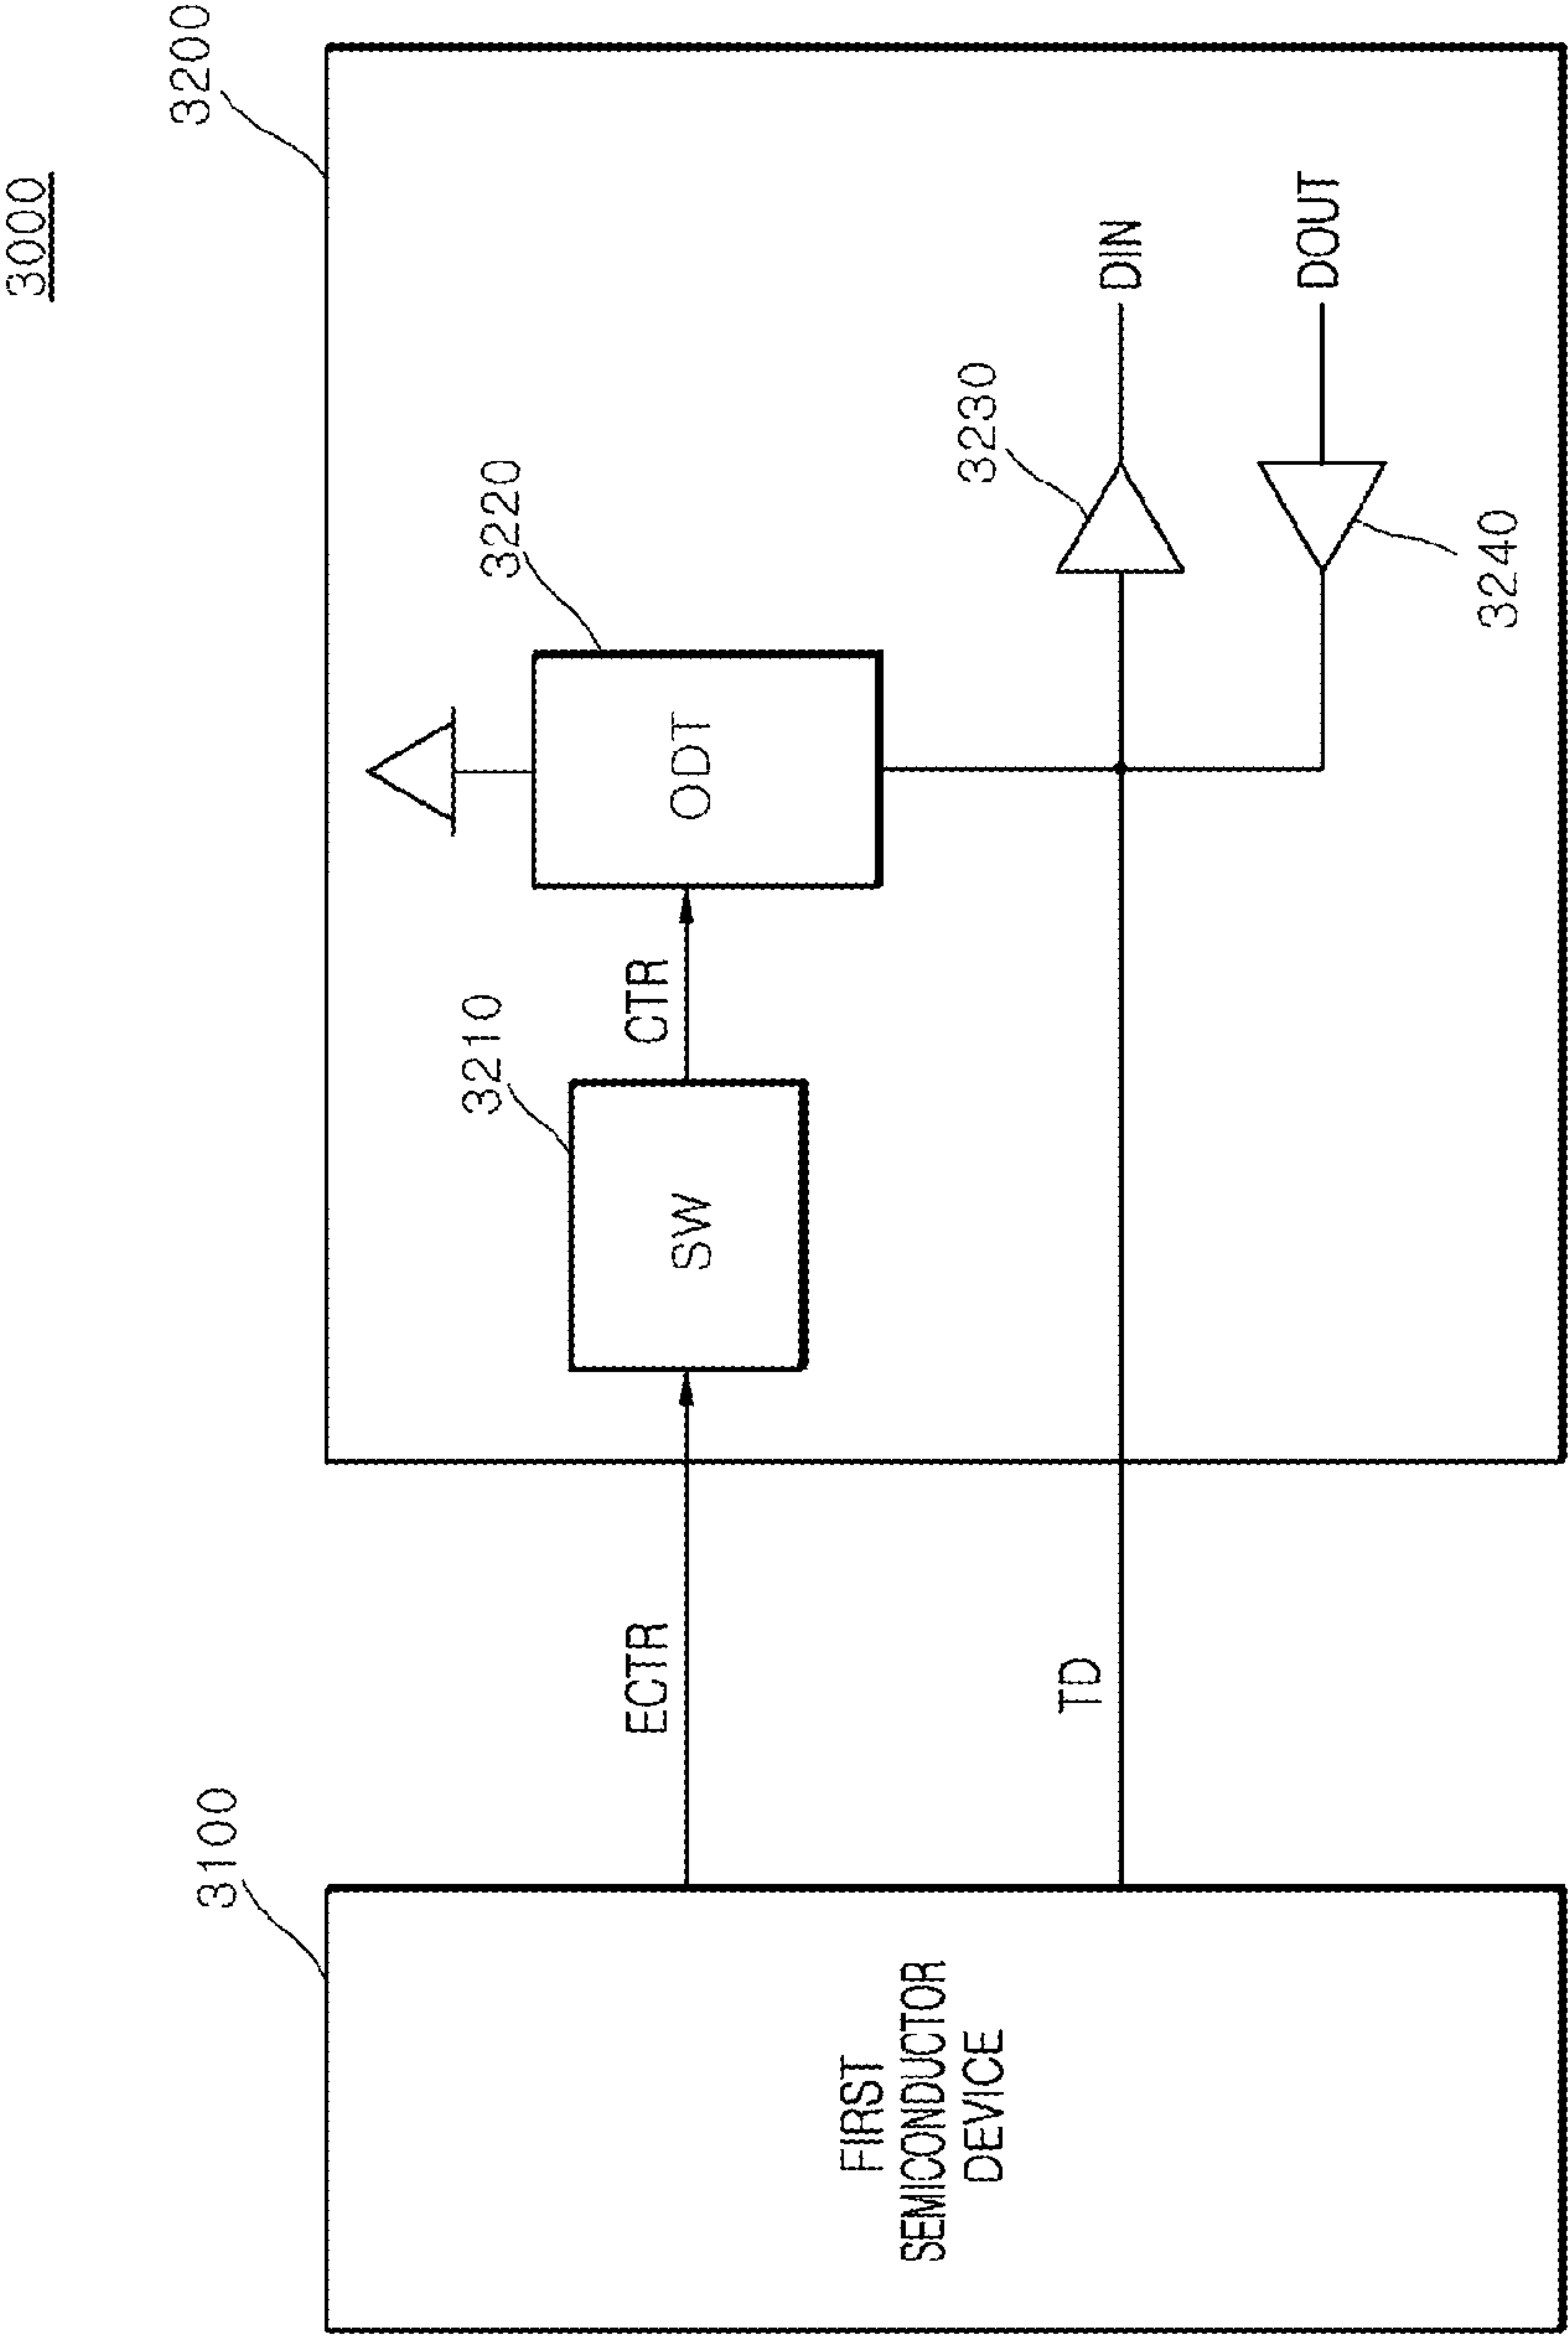 3000
3200
3100
3220
3210
ECTR
SW
CTR
ODT
3230
FIRST
SEMICONDUCTOR
DEVICE
TD
DIN
DOUT
3240